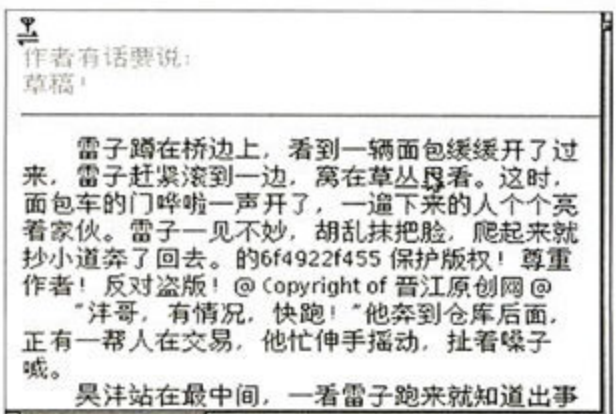 作者有话要说：
草稿！
雷子蹲在桥边上，看到一辆面包缓缓开了过
来，雷子赶紧滚到一边，窝在草丛里看。这时，
面包车的门哗啦一声开了，一遛下来的人个个亮
着家伙。雷子一见不妙，胡乱抹把脸，爬起来就
抄小道奔了回去。的6f4922f455 保护版权！尊重
作者！反对盗版！@ Copyright of 晋江原创网 @
"沣哥，有情况，快跑！"他奔到仓库后面，
正有一帮人在交易，他忙伸手摇动，扯着嗓子
喊。
吴沣站在最中间，一看雷子跑来就知道出事